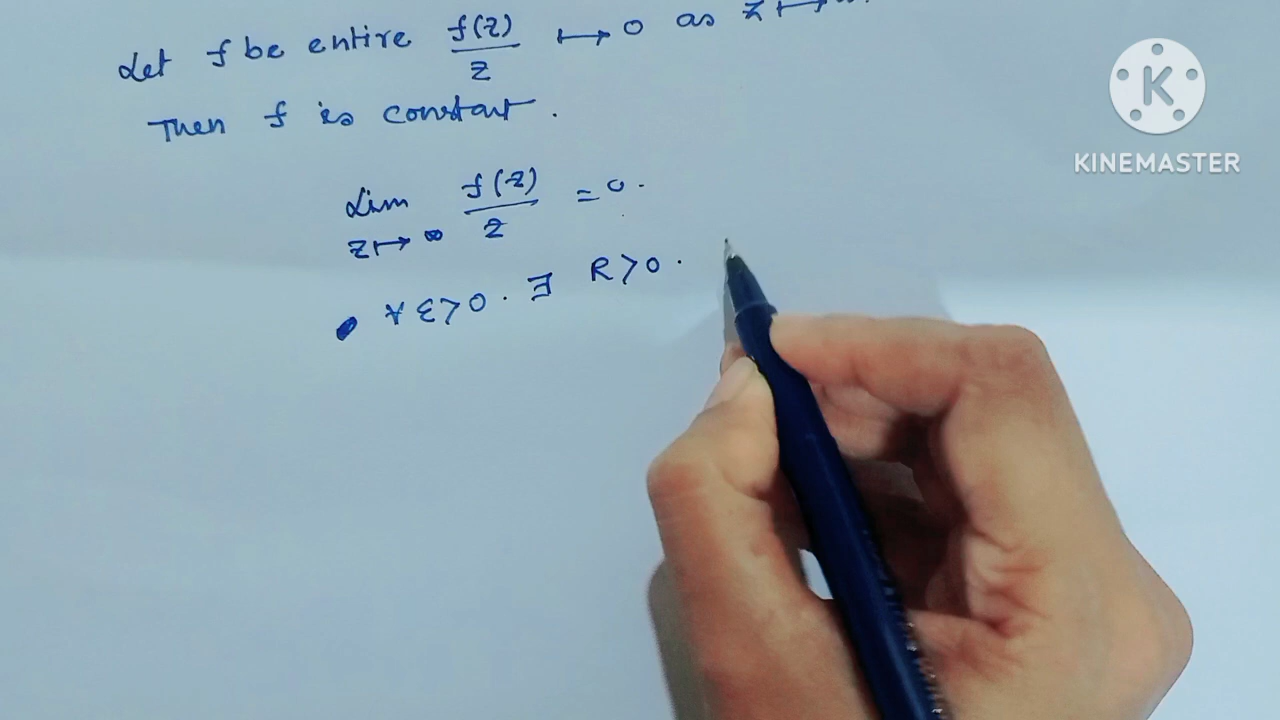 Let f be entire f(z)/z ↦ 0 as z ↦
Then f is constant.
K
KINEMASTER
lim z↦∞ f(z)/z = 0.
∀ ε>0. ∃ R>0.